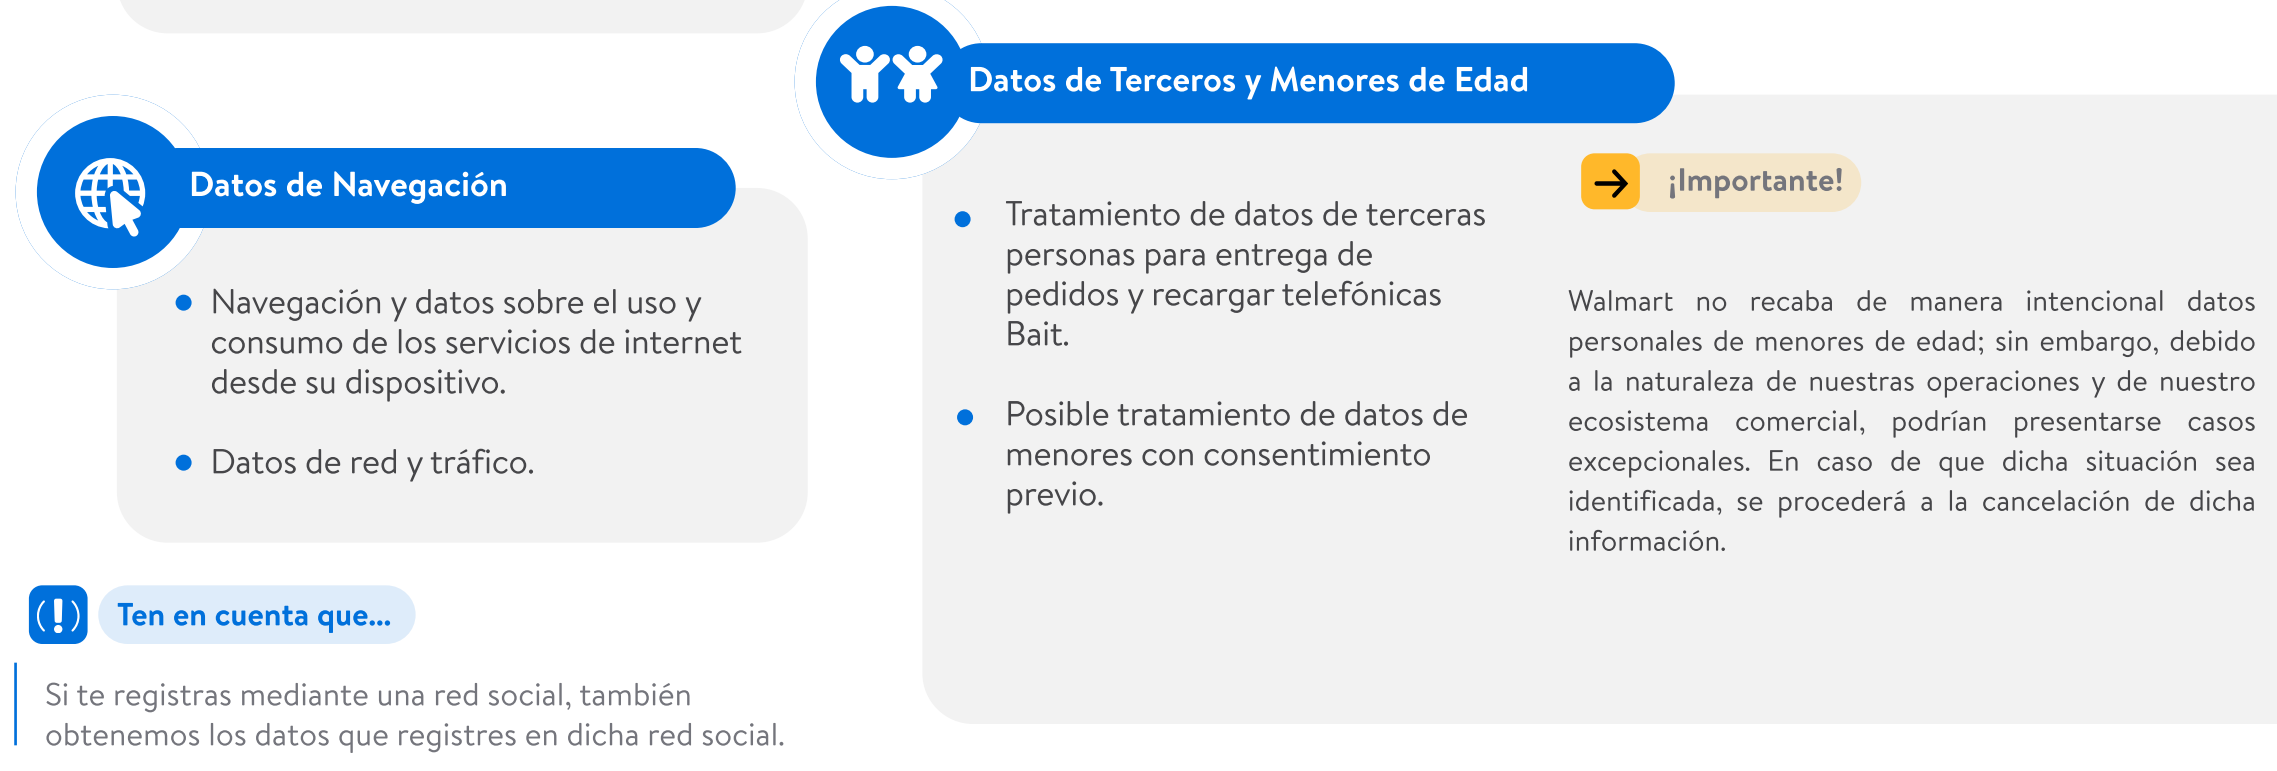 Datos de Navegación
Navegación y datos sobre el uso y
consumo de los servicios de internet
desde su dispositivo.
Datos de red y tráfico.
(!) Ten en cuenta que...
Si te registras mediante una red social, también
obtenemos los datos que registres en dicha red social.
Datos de Terceros y Menores de Edad
Tratamiento de datos de terceras
personas para entrega de
pedidos y recargar telefónicas
Bait.
Posible tratamiento de datos de
menores con consentimiento
previo.
¡Importante!
Walmart no recaba de manera intencional datos
personales de menores de edad; sin embargo, debido
a la naturaleza de nuestras operaciones y de nuestro
ecosistema comercial, podrían presentarse casos
excepcionales. En caso de que dicha situación sea
identificada, se procederá a la cancelación de dicha
información.